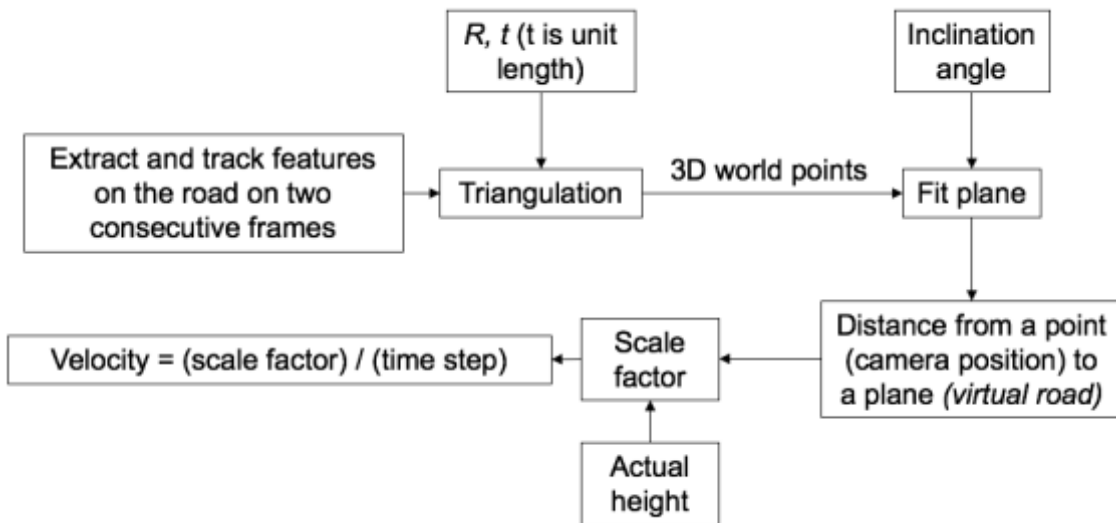 R, t (t is unit
length)
Inclination
angle
Extract and track features
on the road on two
consecutive frames
Triangulation
3D world points
Fit plane
Distance from a point
(camera position) to
a plane (virtual road)
Scale
factor
Velocity = (scale factor) / (time step)
Actual
height